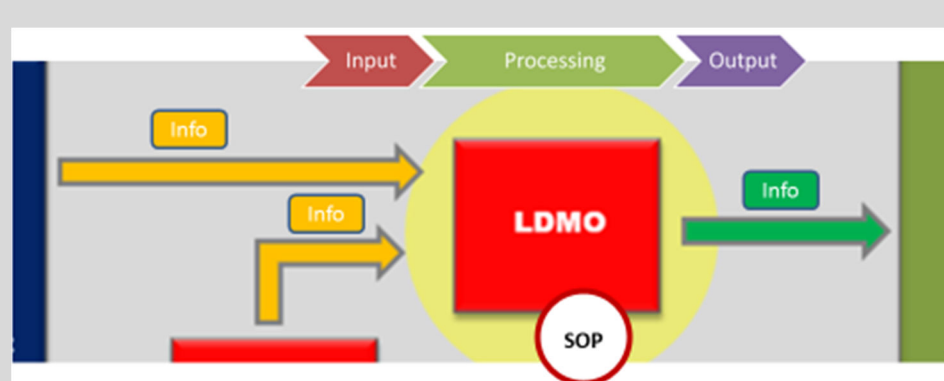 Input
Processing
Output
Info
Info
Info
LDMO
SOP